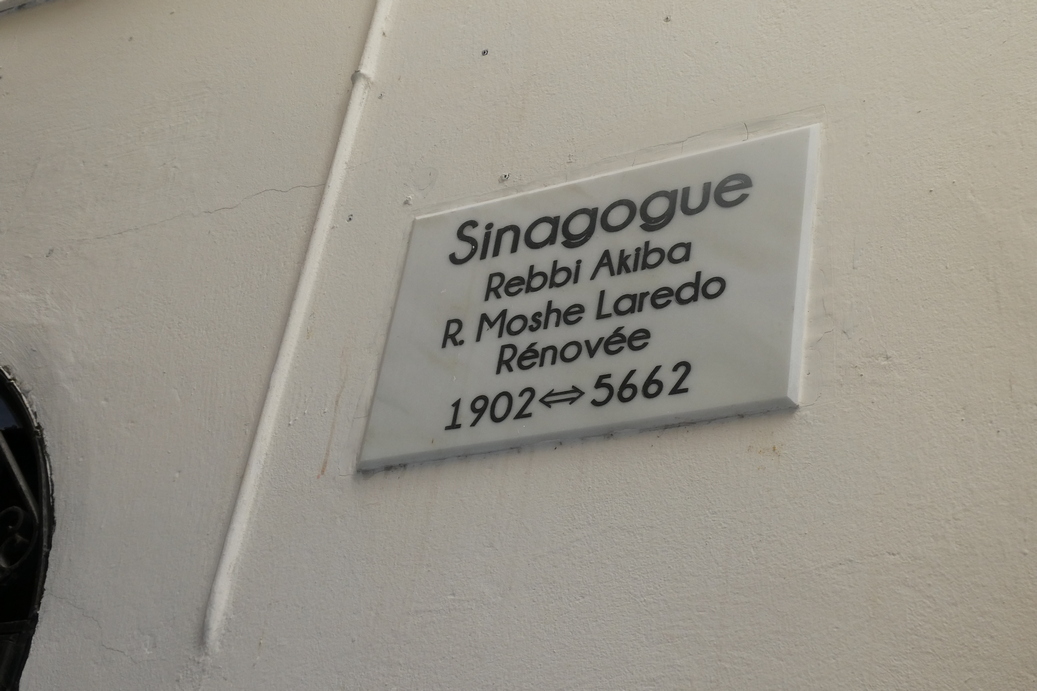 Sinagogue
Rebbi Akiba
R. Moshe Laredo
Rénovée
1902⇔5662